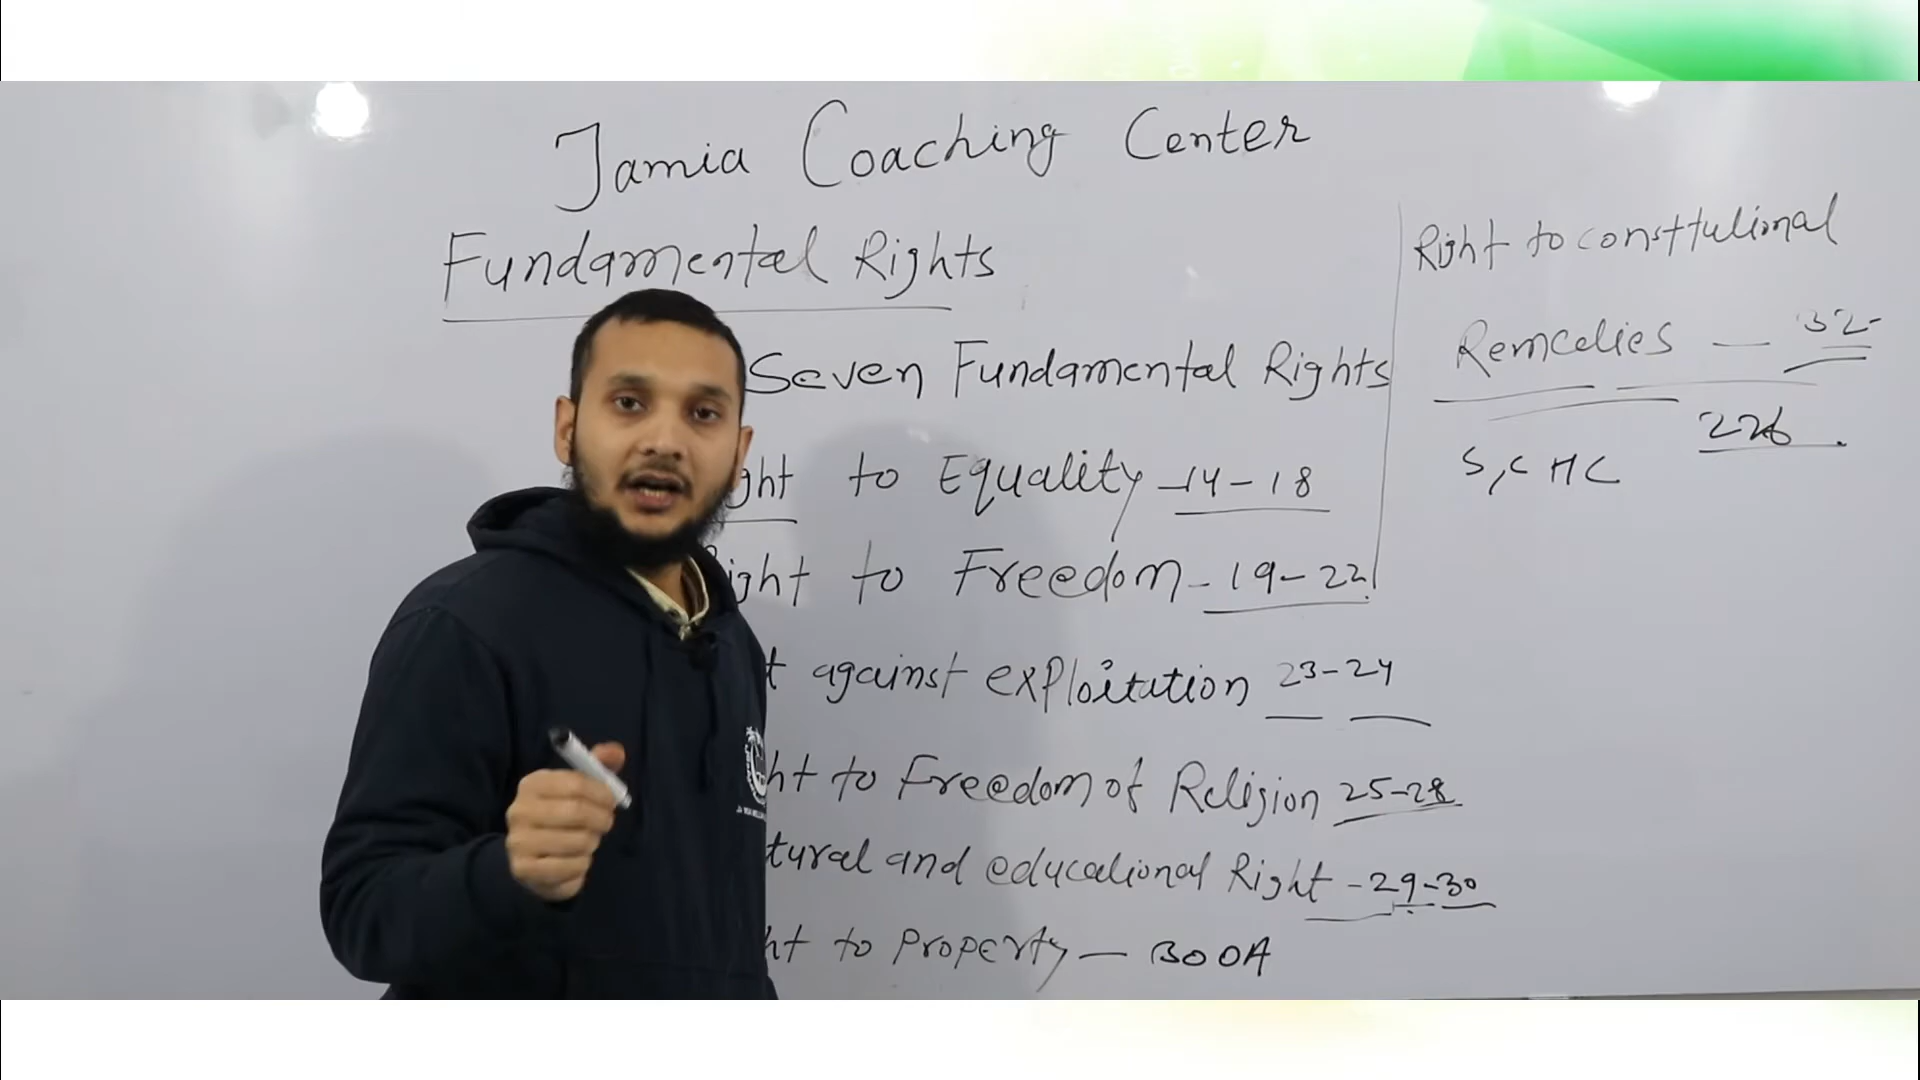 Jamia Coaching Center
Fundamental Rights
Seven Fundamental Rights
ght to Equality - 14 - 18
ight to Freedom - 19 - 22
t against exploitation 23 - 24
ht to Freedom of Religion 25 - 28
tural and educational Right - 29 - 30
ht to Property - 300A
Right to constitutional
Remedies - 32
226
S,C HC